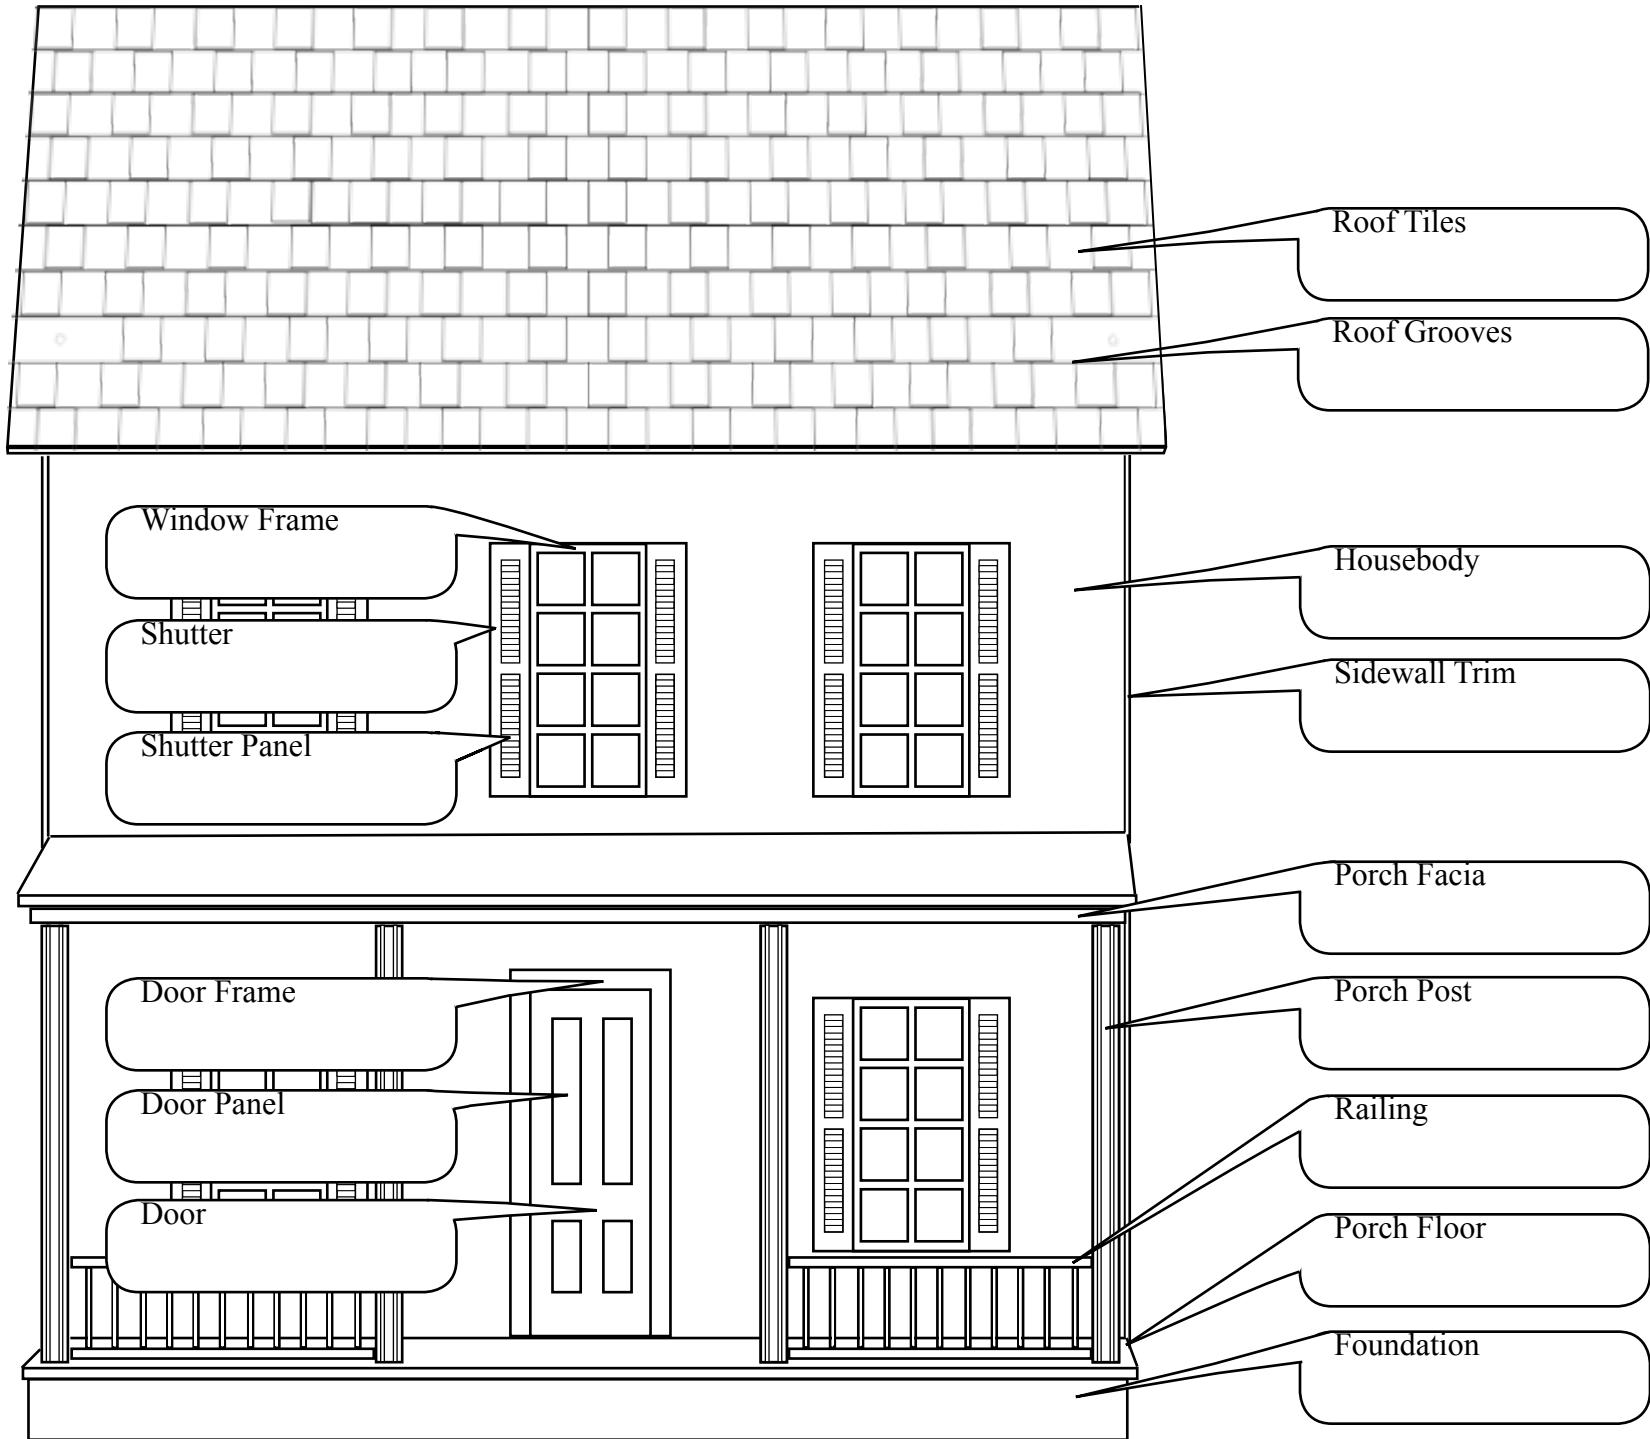 Roof Tiles
Roof Grooves
Window Frame
Housebody
Shutter
Sidewall Trim
Shutter Panel
Porch Facia
Door Frame
Porch Post
Door Panel
Railing
Door
Porch Floor
Foundation